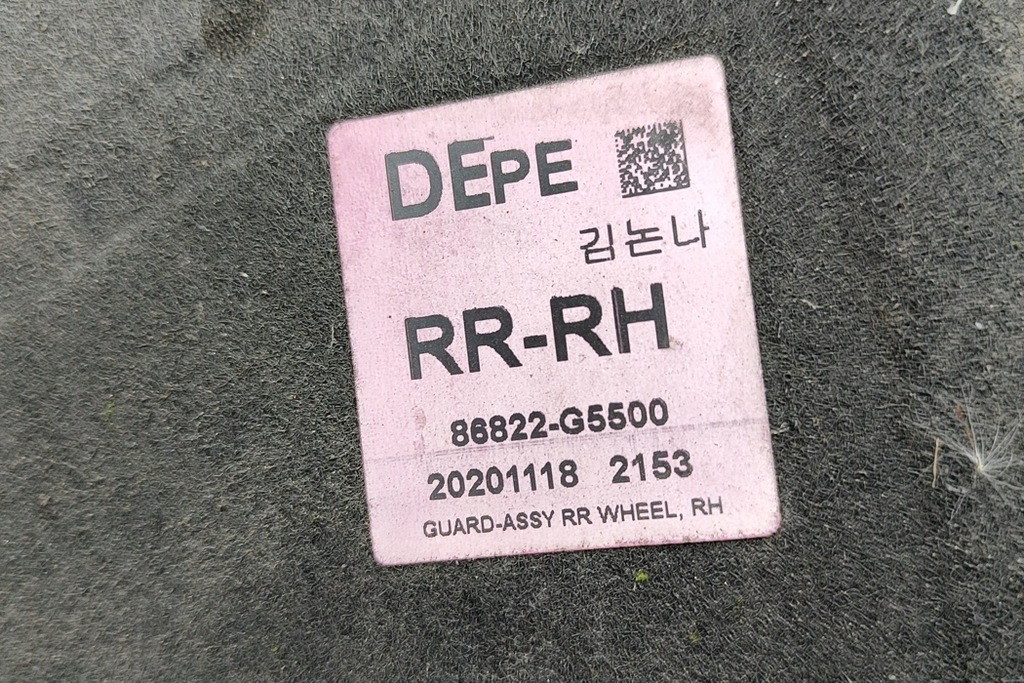 DEPE
김논나
RR-RH
86822-G5500
20201118 2153
GUARD-ASSY RR WHEEL, RH